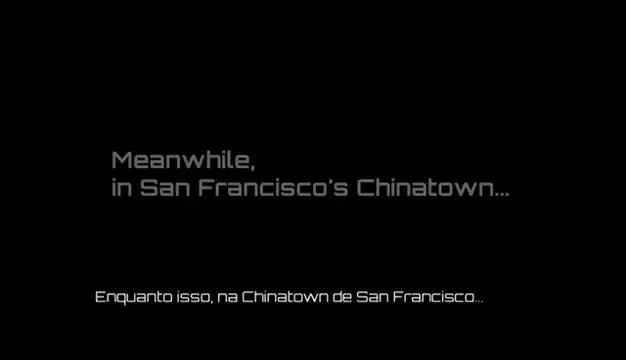 Meanwhile,
in San Francisco's Chinatown...
Enquanto isso, na Chinatown de San Francisco...